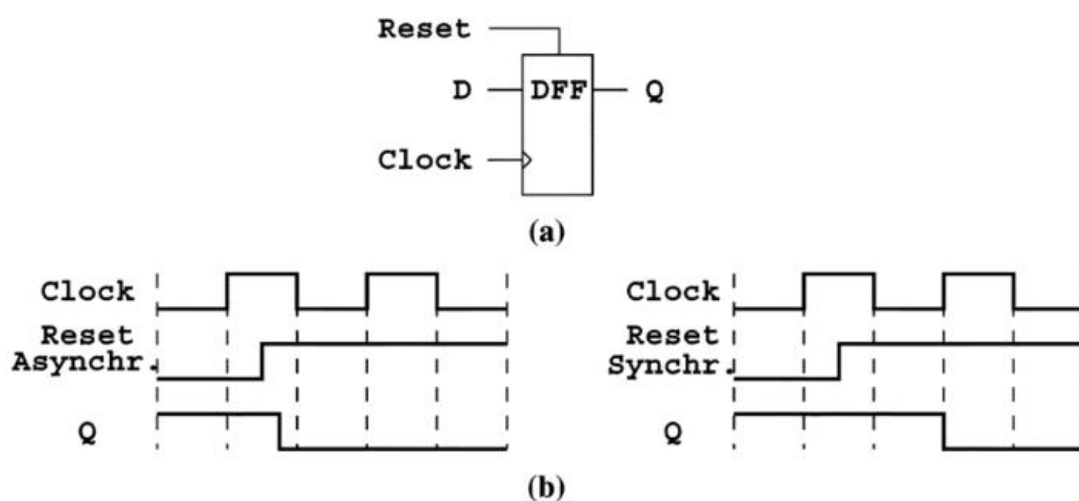 Reset
D DFF Q
Clock
(a)
Clock Clock
Reset Reset
Asynchr. Synchr.
Q Q
(b)